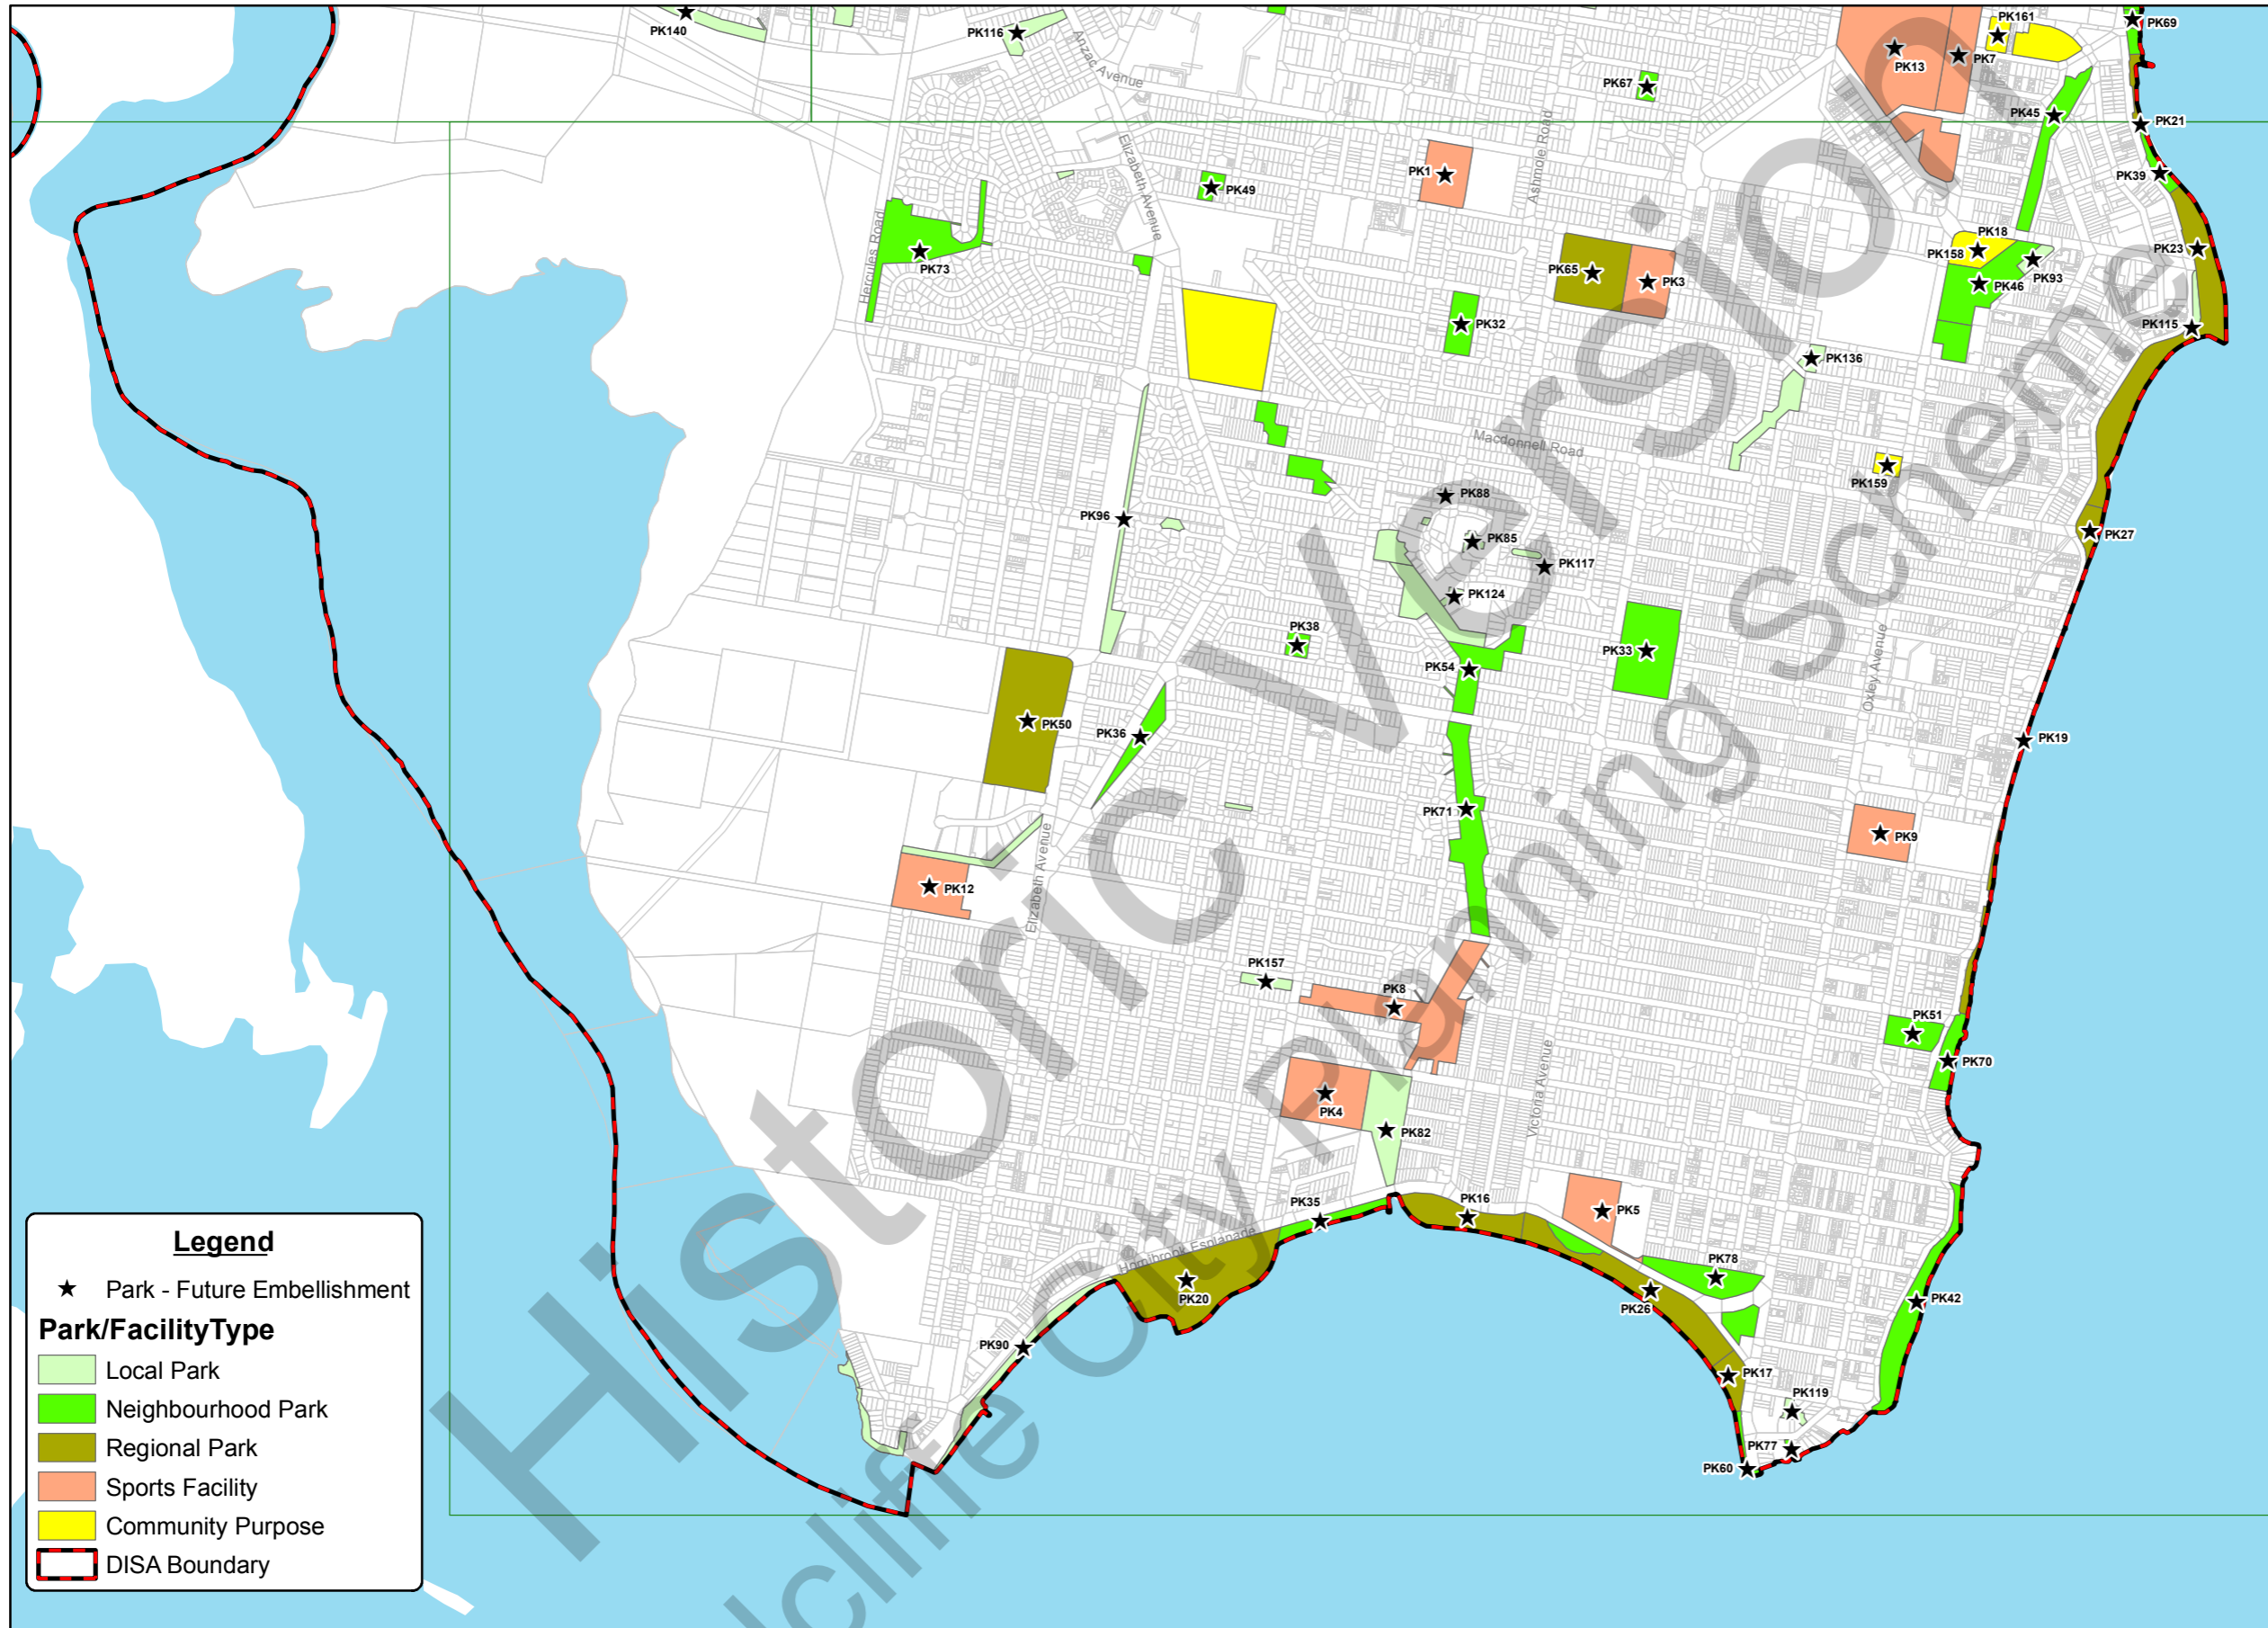 PK140
PK116
PK161
PK69
PK13
PK7
Anzac Avenue
PK67
PK45
PK21
Elizabeth Avenue
Ashmole Road
PK1
PK39
PK49
Hercules Road
PK73
PK18
PK158
PK23
PK93
PK65
PK3
PK46
PK32
PK115
PK136
Macdonnell Road
PK159
PK88
PK96
PK85
PK27
PK117
PK124
PK38
PK33
PK54
Oxley Avenue
PK50
PK36
PK19
PK71
PK9
PK12
Elizabeth Avenue
PK157
PK8
PK51
PK70
Victoria Avenue
PK4
PK82
PK35
PK16
PK5
Hornibrook Esplanade
PK78
PK20
PK26
PK42
PK90
PK17
PK119
PK77
PK60
Historic Version
cliffe City Planning Scheme
Legend
Park - Future Embellishment
Park/FacilityType
Local Park
Neighbourhood Park
Regional Park
Sports Facility
Community Purpose
DISA Boundary